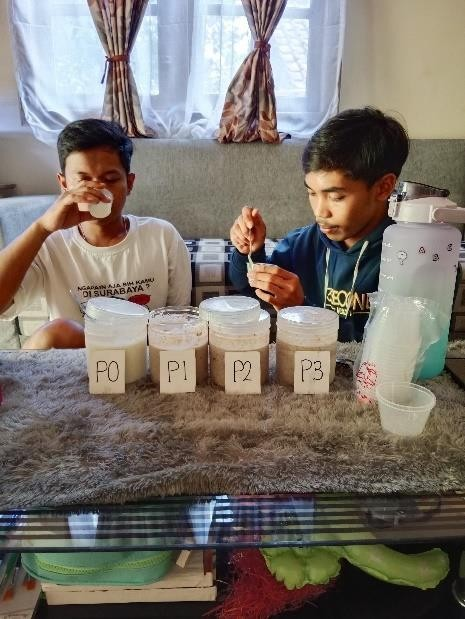 NGAPAIN AJA SIH KAMU
DI SURABAYA ?
P0
P1
P2
P3